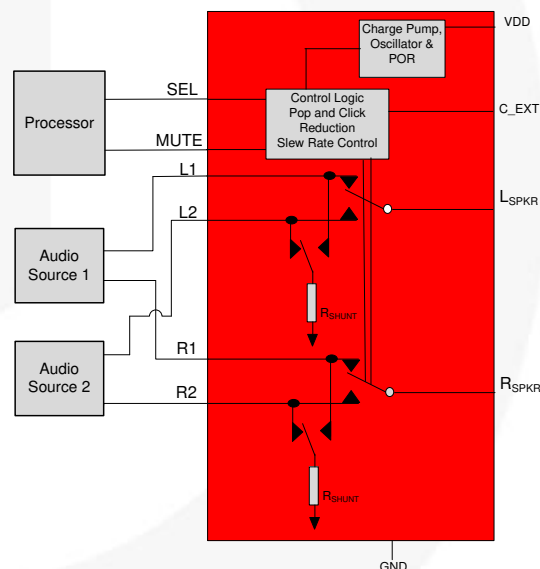 Charge Pump,
Oscillator &
POR
VDD
SEL
Processor
Control Logic
Pop and Click
Reduction
Slew Rate Control
C_EXT
MUTE
L1
LSPKR
L2
Audio
Source 1
RSHUNT
R1
Audio
Source 2
RSPKR
R2
RSHUNT
GND